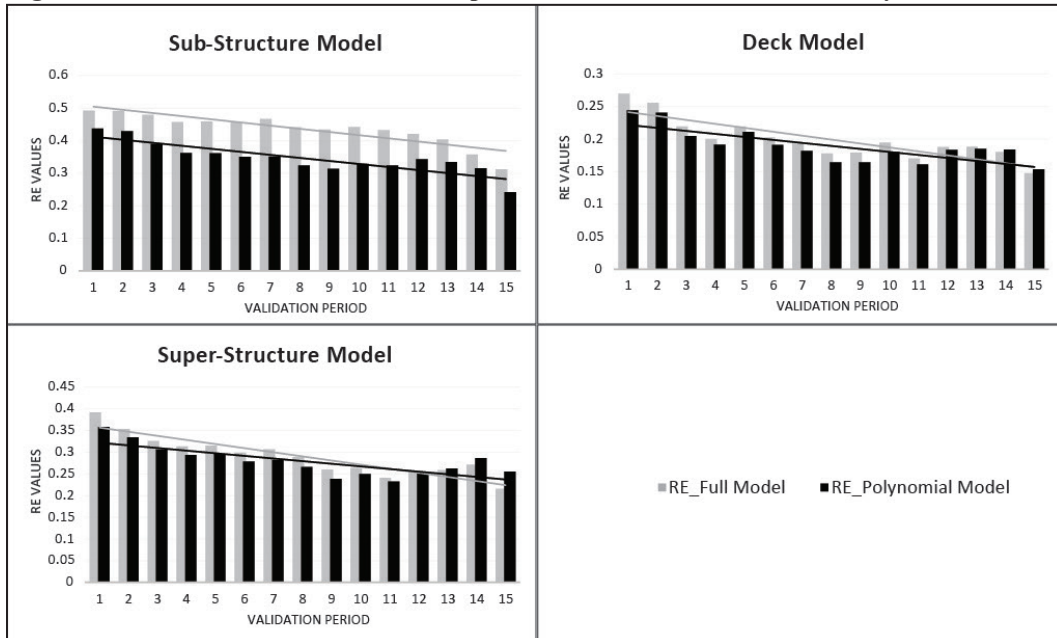 Sub-Structure Model
0.6
0.5
0.4
0.3
0.2
0.1
0
RE VALUES
1 2 3 4 5 6 7 8 9 10 11 12 13 14 15
VALIDATION PERIOD
Deck Model
0.3
0.25
0.2
0.15
0.1
0.05
0
RE VALUES
1 2 3 4 5 6 7 8 9 10 11 12 13 14 15
VALIDATION PERIOD
Super-Structure Model
0.45
0.4
0.35
0.3
0.25
0.2
0.15
0.1
0.05
0
RE VALUES
1 2 3 4 5 6 7 8 9 10 11 12 13 14 15
VALIDATION PERIOD
RE_Full Model RE_Polynomial Model